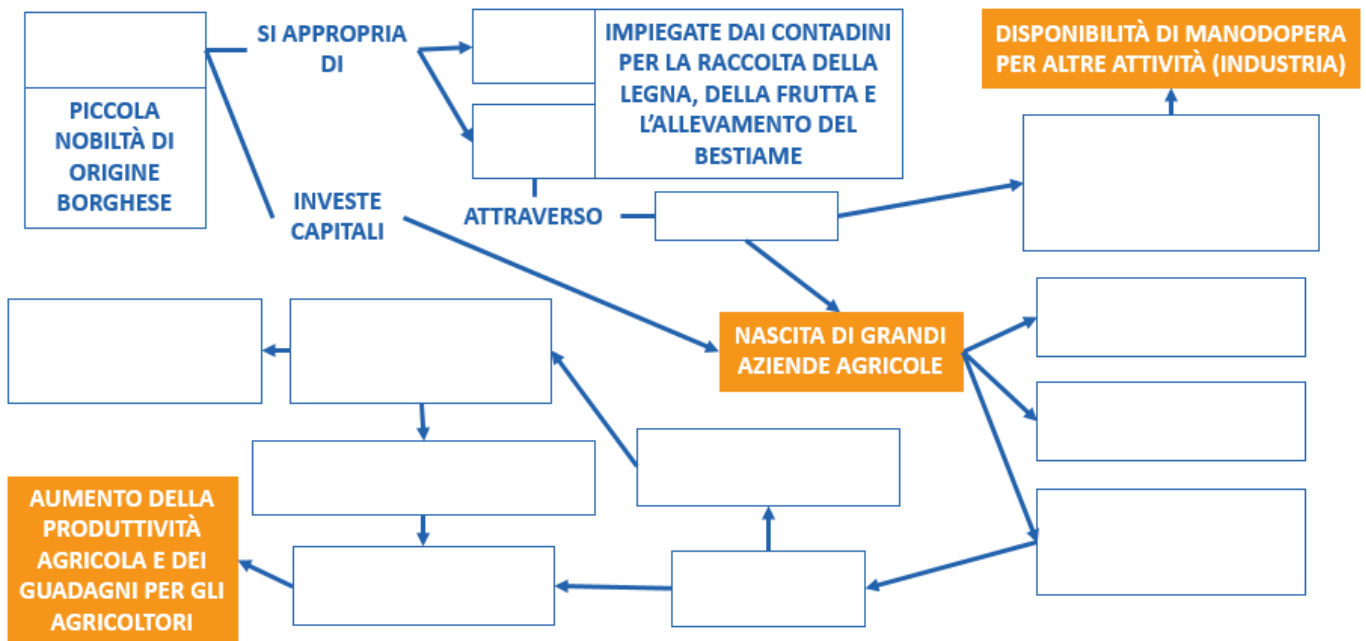 SI APPROPRIA
DI
IMPIEGATE DAI CONTADINI
PER LA RACCOLTA DELLA
LEGNA, DELLA FRUTTA E
L'ALLEVAMENTO DEL
BESTIAME
DISPONIBILITÀ DI MANODOPERA
PER ALTRE ATTIVITÀ (INDUSTRIA)
PICCOLA
NOBILTÀ DI
ORIGINE
BORGHESE
INVESTE
CAPITALI
ATTRAVERSO
NASCITA DI GRANDI
AZIENDE AGRICOLE
AUMENTO DELLA
PRODUTTIVITÀ
AGRICOLA E DEI
GUADAGNI PER GLI
AGRICOLTORI